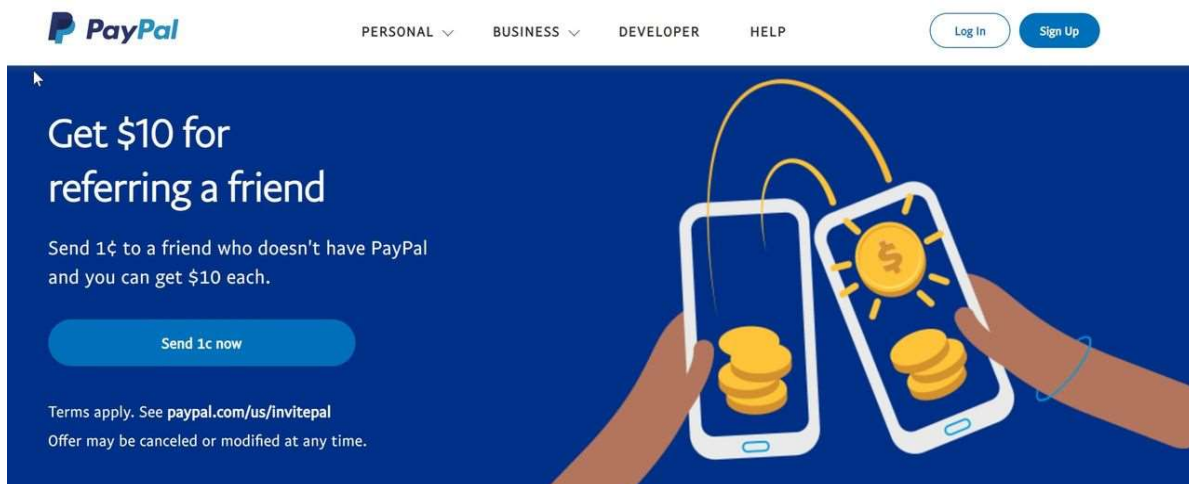 PayPal
PERSONAL BUSINESS DEVELOPER HELP
Log In Sign Up
Get $10 for
referring a friend
Send 1¢ to a friend who doesn't have PayPal
and you can get $10 each.
Send 1c now
Terms apply. See paypal.com/us/invitepal
Offer may be canceled or modified at any time.
$